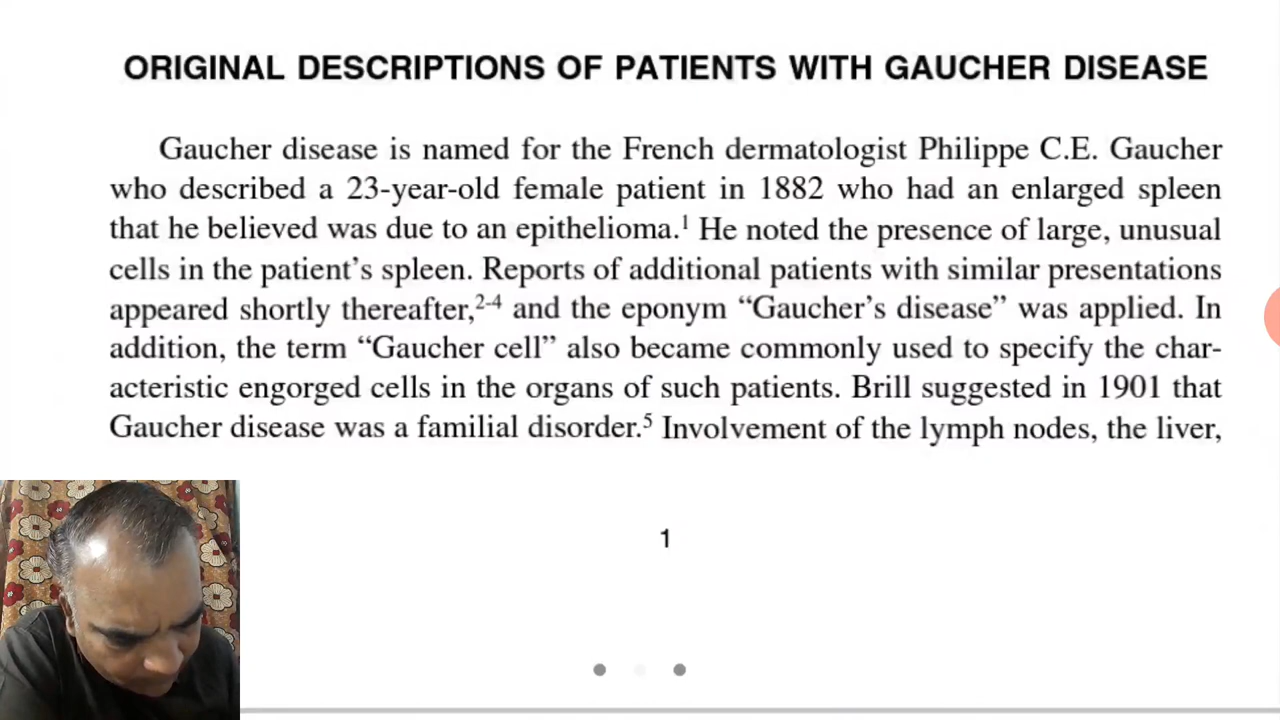 ORIGINAL DESCRIPTIONS OF PATIENTS WITH GAUCHER DISEASE
Gaucher disease is named for the French dermatologist Philippe C.E. Gaucher
who described a 23-year-old female patient in 1882 who had an enlarged spleen
that he believed was due to an epithelioma.1 He noted the presence of large, unusual
cells in the patient's spleen. Reports of additional patients with similar presentations
appeared shortly thereafter,2-4 and the eponym “Gaucher's disease” was applied. In
addition, the term “Gaucher cell” also became commonly used to specify the char-
acteristic engorged cells in the organs of such patients. Brill suggested in 1901 that
Gaucher disease was a familial disorder.5 Involvement of the lymph nodes, the liver,
1